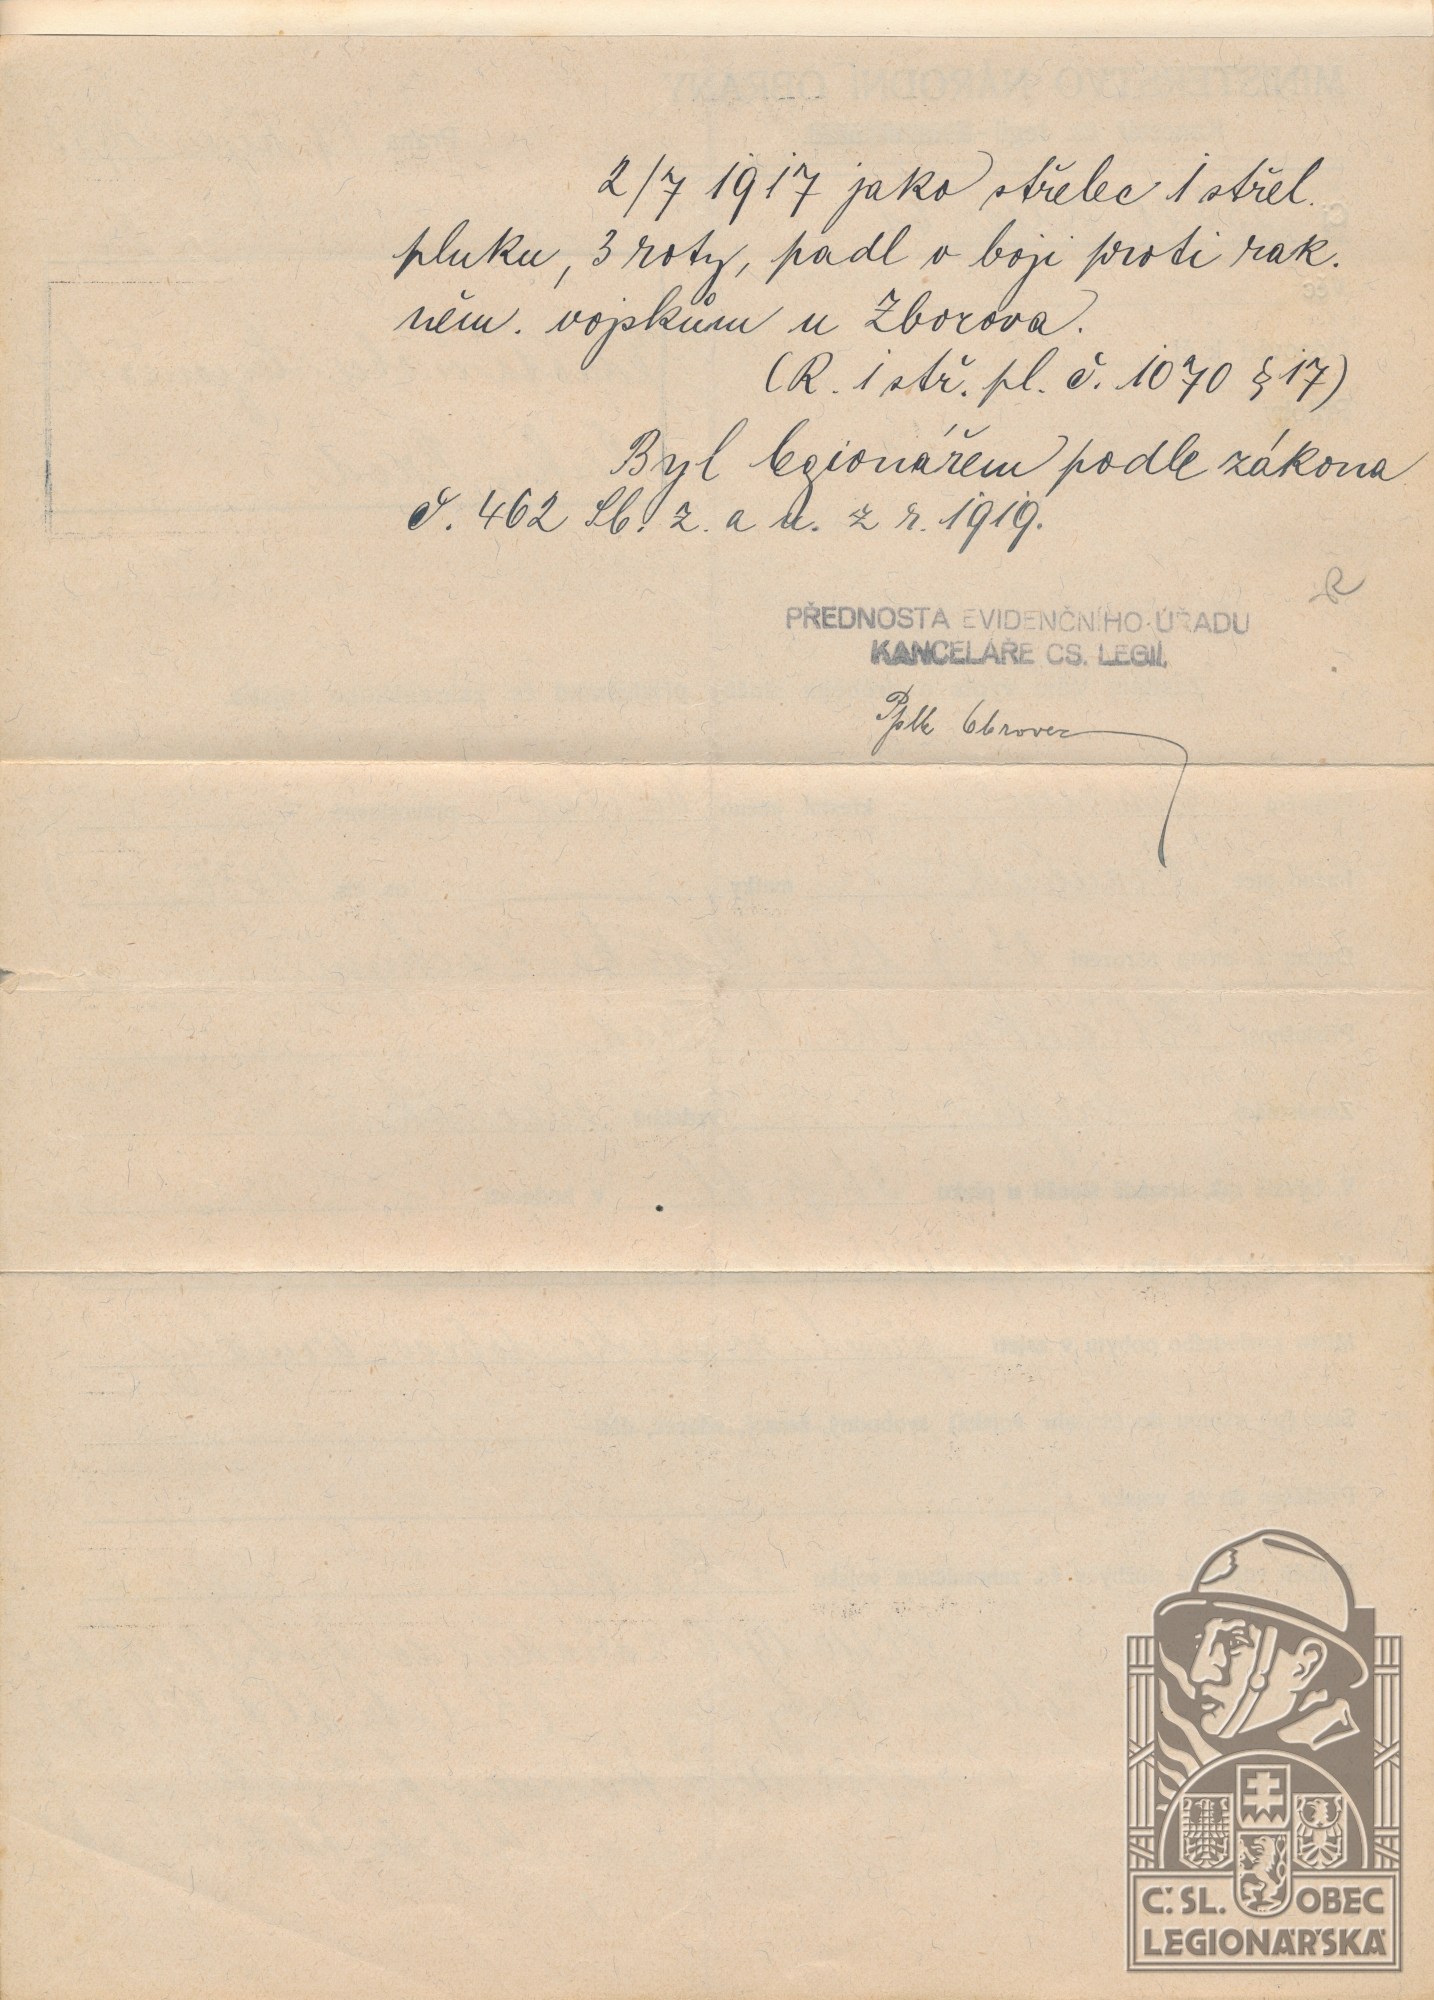 2/7 1917 jako střelec 1 střel.
pluku, 3 roty, padl v boji proti rak.
něm. vojskům u Zborova.
(R. 1 stř. pl. č. 1070 § 17)
Byl legionářem podle zákona
č. 462 Sb. z. a n. z r. 1919.
PŘEDNOSTA EVIDENČNÍHO ÚŘADU
KANCELÁŘE ČS. LEGIÍ.
Pplk
Č.SL. OBEC
LEGIONÁŘSKÁ